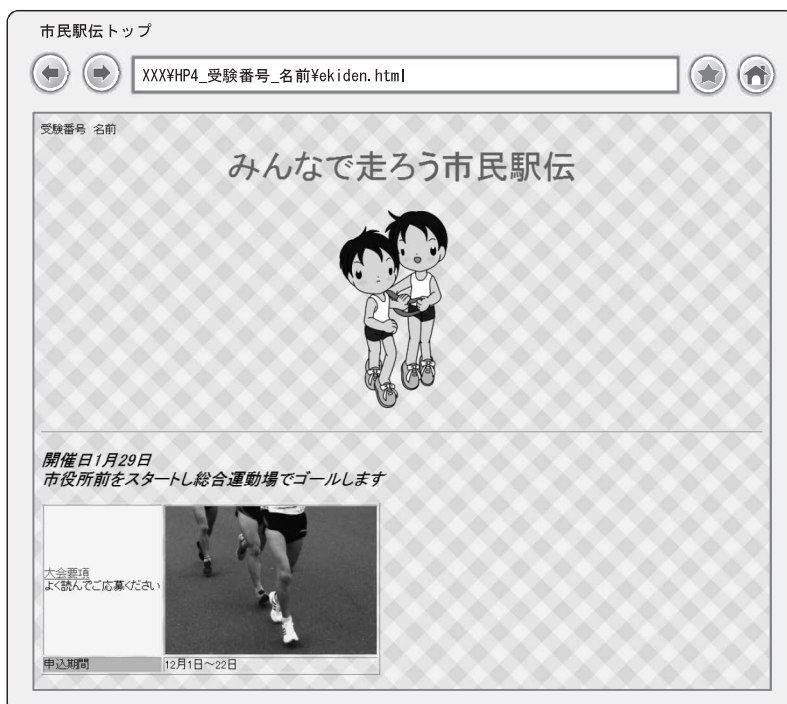 市民駅伝トップ
XXX¥HP4_受験番号_名前¥ekiden.html
受験番号 名前
みんなで走ろう市民駅伝
開催日1月29日
市役所前をスタートし総合運動場でゴールします
大会要項
よく読んでご応募ください
申込期間 12月1日～22日